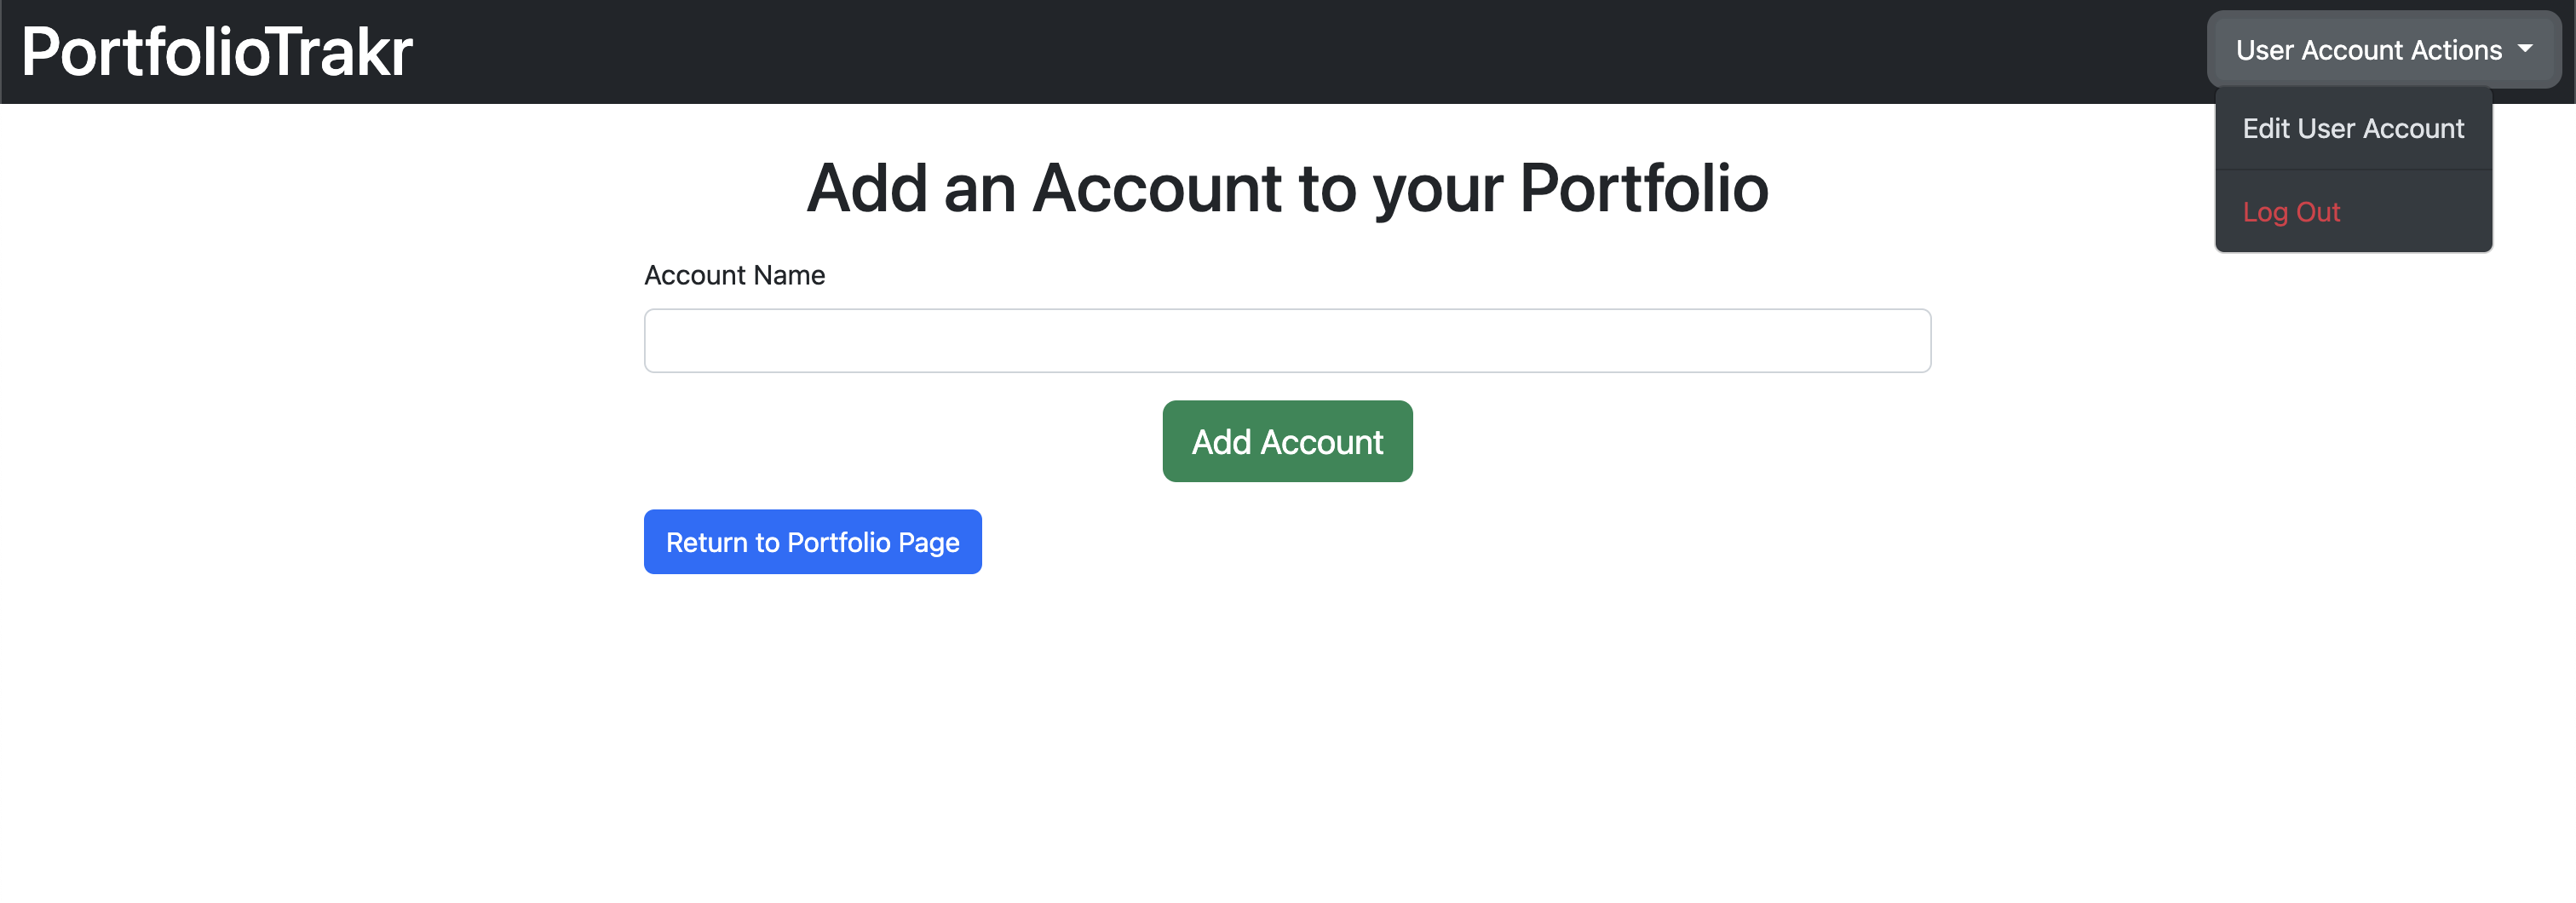 PortfolioTrakr
User Account Actions
Edit User Account
Log Out
Add an Account to your Portfolio
Account Name
Add Account
Return to Portfolio Page